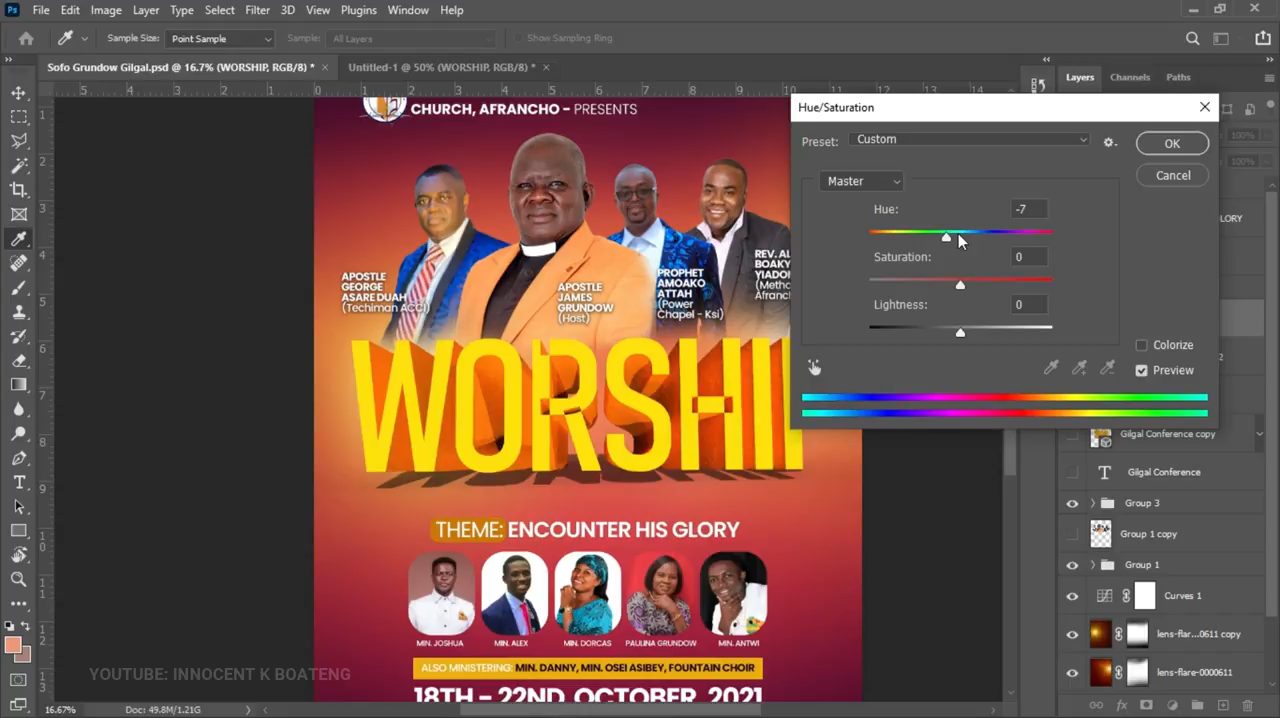 Ps File Edit Image Layer Type Select Filter 3D View Plugins Window Help
Sample Size: Point Sample Sample: All Layers Show Sampling Ring
Sofo Grundow Gilgal.psd @ 16.7% (WORSHIP, RGB/8) * × Untitled-1 @ 50% (WORSHIP, RGB/8) * ×
Layers Channels Paths
Hue/Saturation
Preset: Custom
OK
Cancel
Master
Hue: -7
Saturation: 0
Lightness: 0
Colorize
Preview
CHURCH, AFRANCHO - PRESENTS
APOSTLE
GEORGE
ASARE DUAH
(Techiman ACCI)
APOSTLE
JAMES
GRUNDOW
(Host)
PROPHET
AMOAKO
ATTAH
(Power
Chapel - Ksi)
REV. AL
BOAKY
YIADO
(Metho
Afranc
WORSHI
THEME: ENCOUNTER HIS GLORY
MIN. JOSHUA
MIN. ALEX
MIN. DORCAS
PAULINA GRUNDOW
MIN. ANTWI
ALSO MINISTERING: MIN. DANNY, MIN. OSEI ASIBEY, FOUNTAIN CHOIR
18TH - 22ND, OCTOBER, 2021
100%
100%
LORY
2
Gilgal Conference copy
T Gilgal Conference
Group 3
Group 1 copy
Group 1
Curves 1
lens-flar...0611 copy
lens-flare-0000611
YOUTUBE: INNOCENT K BOATENG
16.67% Doc: 49.8M/1.21G